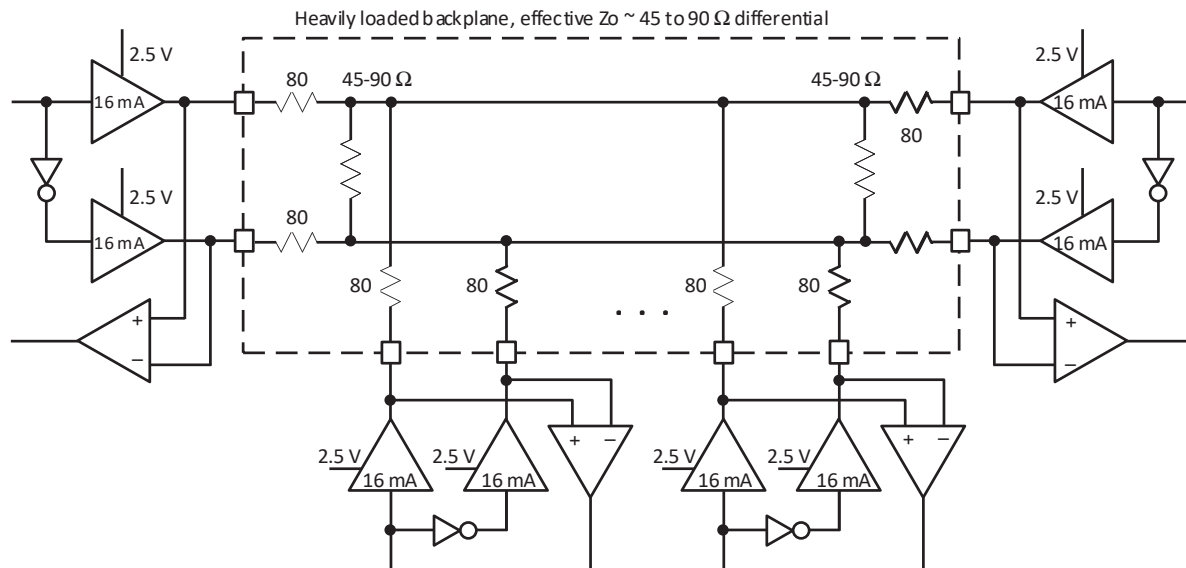 Heavily loaded backplane, effective Zo ~ 45 to 90 Ω differential
2.5 V
2.5 V
80
45-90 Ω
45-90 Ω
16 mA
16 mA
80
2.5 V
80
2.5 V
16 mA
16 mA
80
80
80
80
+
−
. . .
+
−
+
−
+
−
2.5 V
2.5 V
2.5 V
2.5 V
16 mA
16 mA
16 mA
16 mA